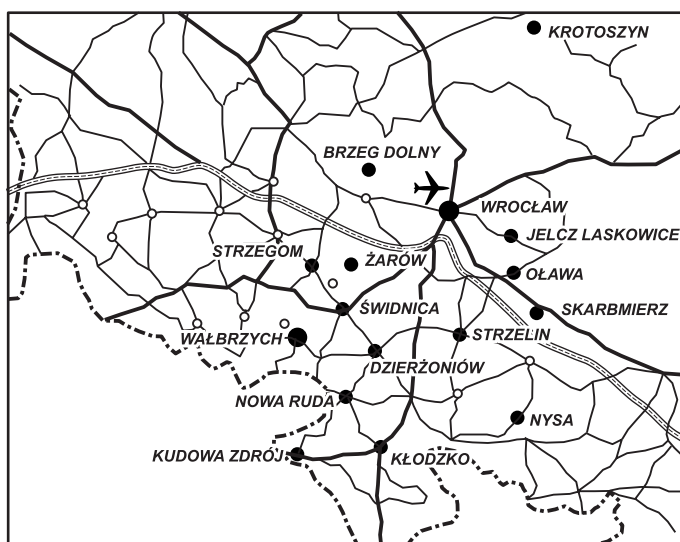 KROTOSZYN
BRZEG DOLNY
WROCŁAW
JELCZ LASKOWICE
STRZEGOM
ŻARÓW
OŁAWA
ŚWIDNICA
SKARBMIERZ
WAŁBRZYCH
STRZELIN
DZIERŻONIÓW
NOWA RUDA
NYSA
KUDOWA ZDRÓJ
KŁODZKO